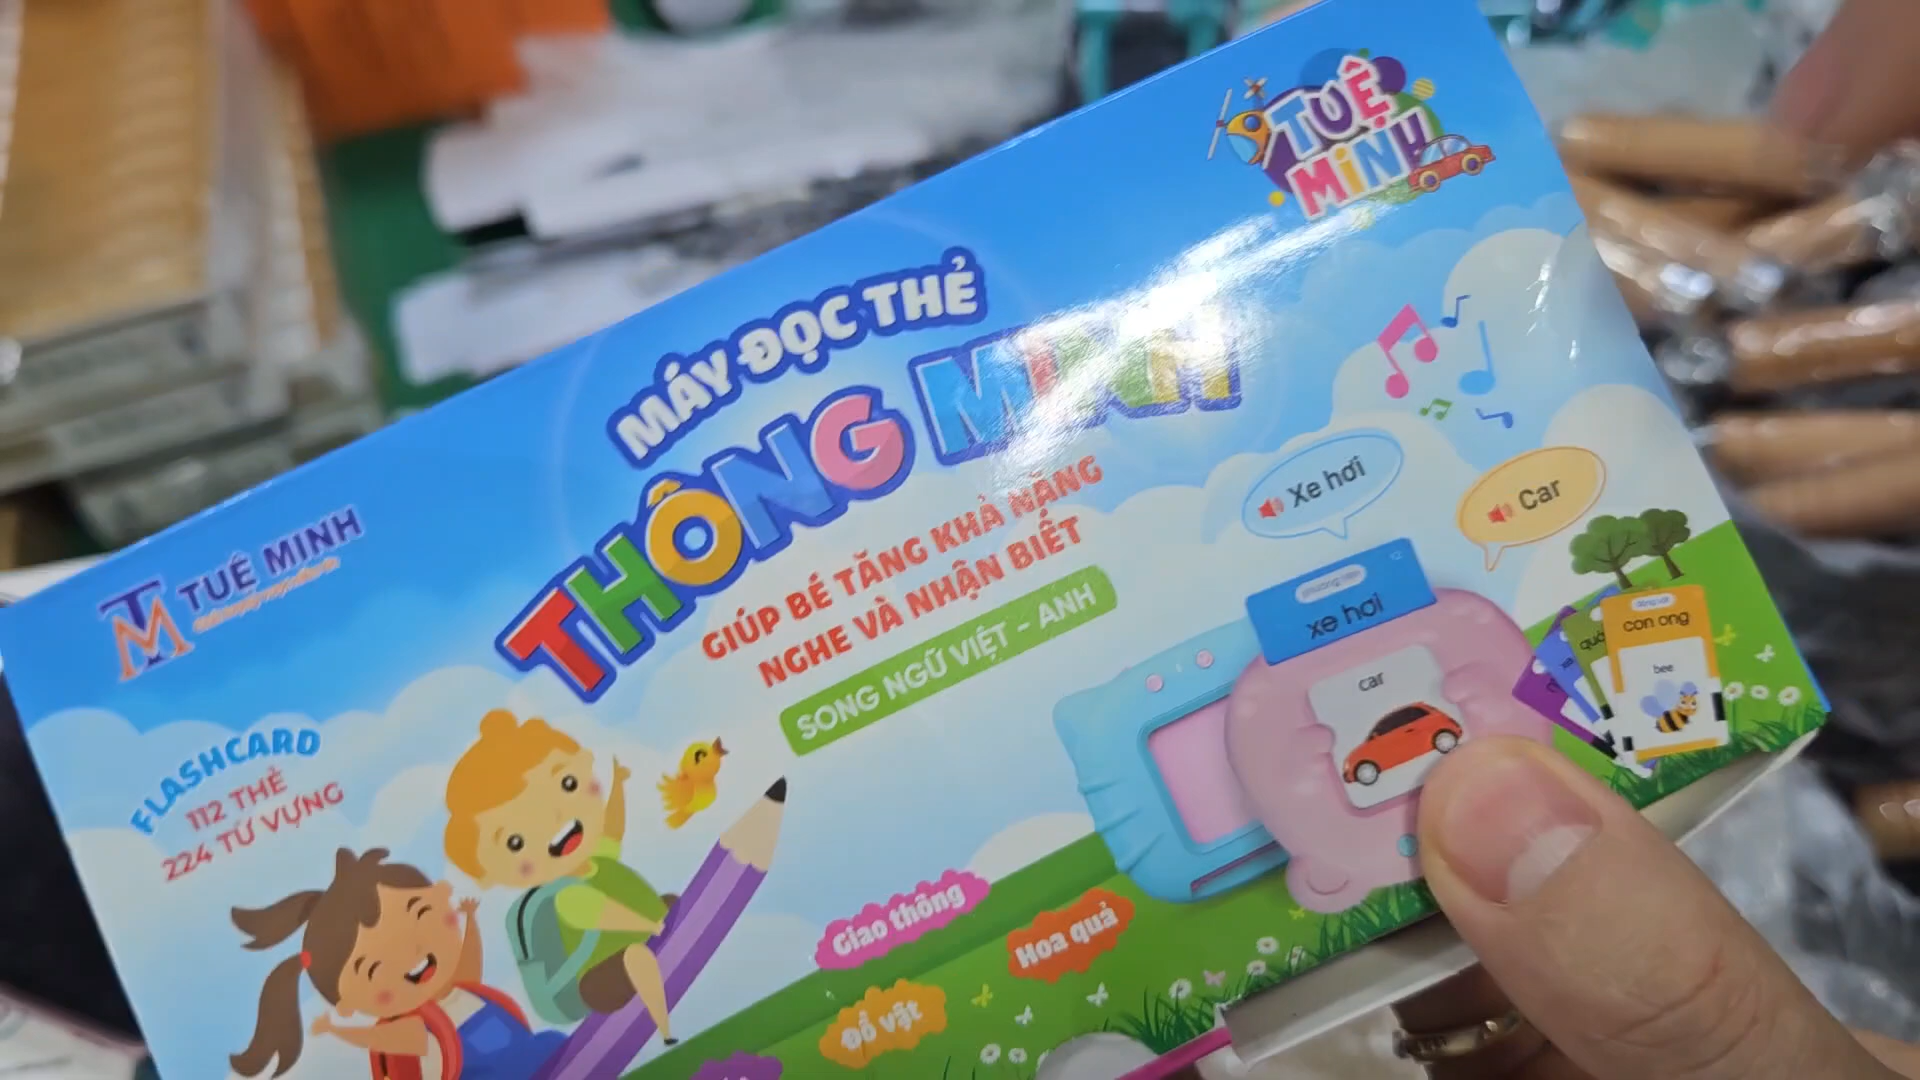 TUỆ MINH
TUỆ MINH
MÁY ĐỌC THẺ
THÔNG MINH
GIÚP BÉ TĂNG KHẢ NĂNG
NGHE VÀ NHẬN BIẾT
SONG NGỮ VIỆT - ANH
FLASHCARD
112 THẺ
224 TỪ VỰNG
Xe hơi
Car
xe hơi
car
con ong
bee
quả
Giao thông
Hoa quả
Đồ vật